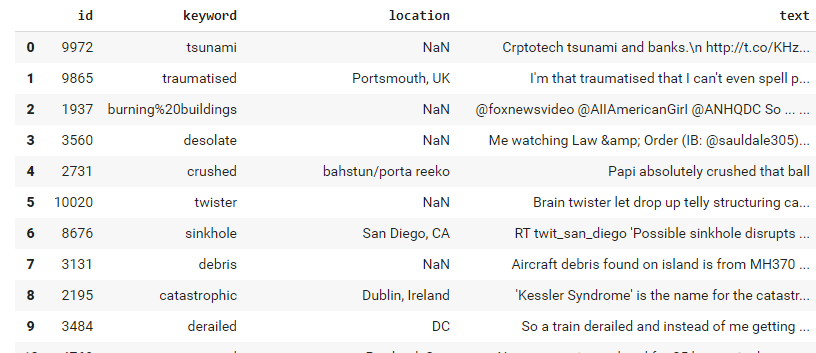 id keyword location text
0 9972 tsunami NaN Crptotech tsunami and banks.\n http://t.co/KHz...
1 9865 traumatised Portsmouth, UK I'm that traumatised that I can't even spell p...
2 1937 burning%20buildings NaN @foxnewsvideo @AIIAmericanGirI @ANHQDC So ... ...
3 3560 desolate NaN Me watching Law &amp; Order (IB: @sauldale305)...
4 2731 crushed bahstun/porta reeko Papi absolutely crushed that ball
5 10020 twister NaN Brain twister let drop up telly structuring ca...
6 8676 sinkhole San Diego, CA RT twit_san_diego 'Possible sinkhole disrupts ...
7 3131 debris NaN Aircraft debris found on island is from MH370 ...
8 2195 catastrophic Dublin, Ireland 'Kessler Syndrome' is the name for the catastr...
9 3484 derailed DC So a train derailed and instead of me getting ...